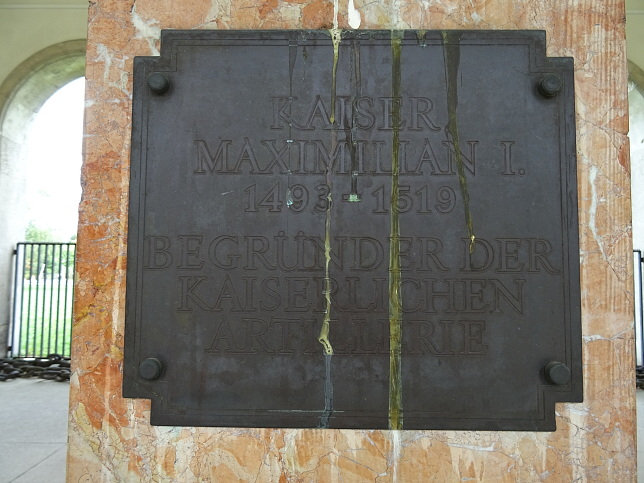 KAISER
MAXIMILIAN I.
1493 - 1519
BEGRÜNDER DER
KAISERLICHEN
ARTILLERIE